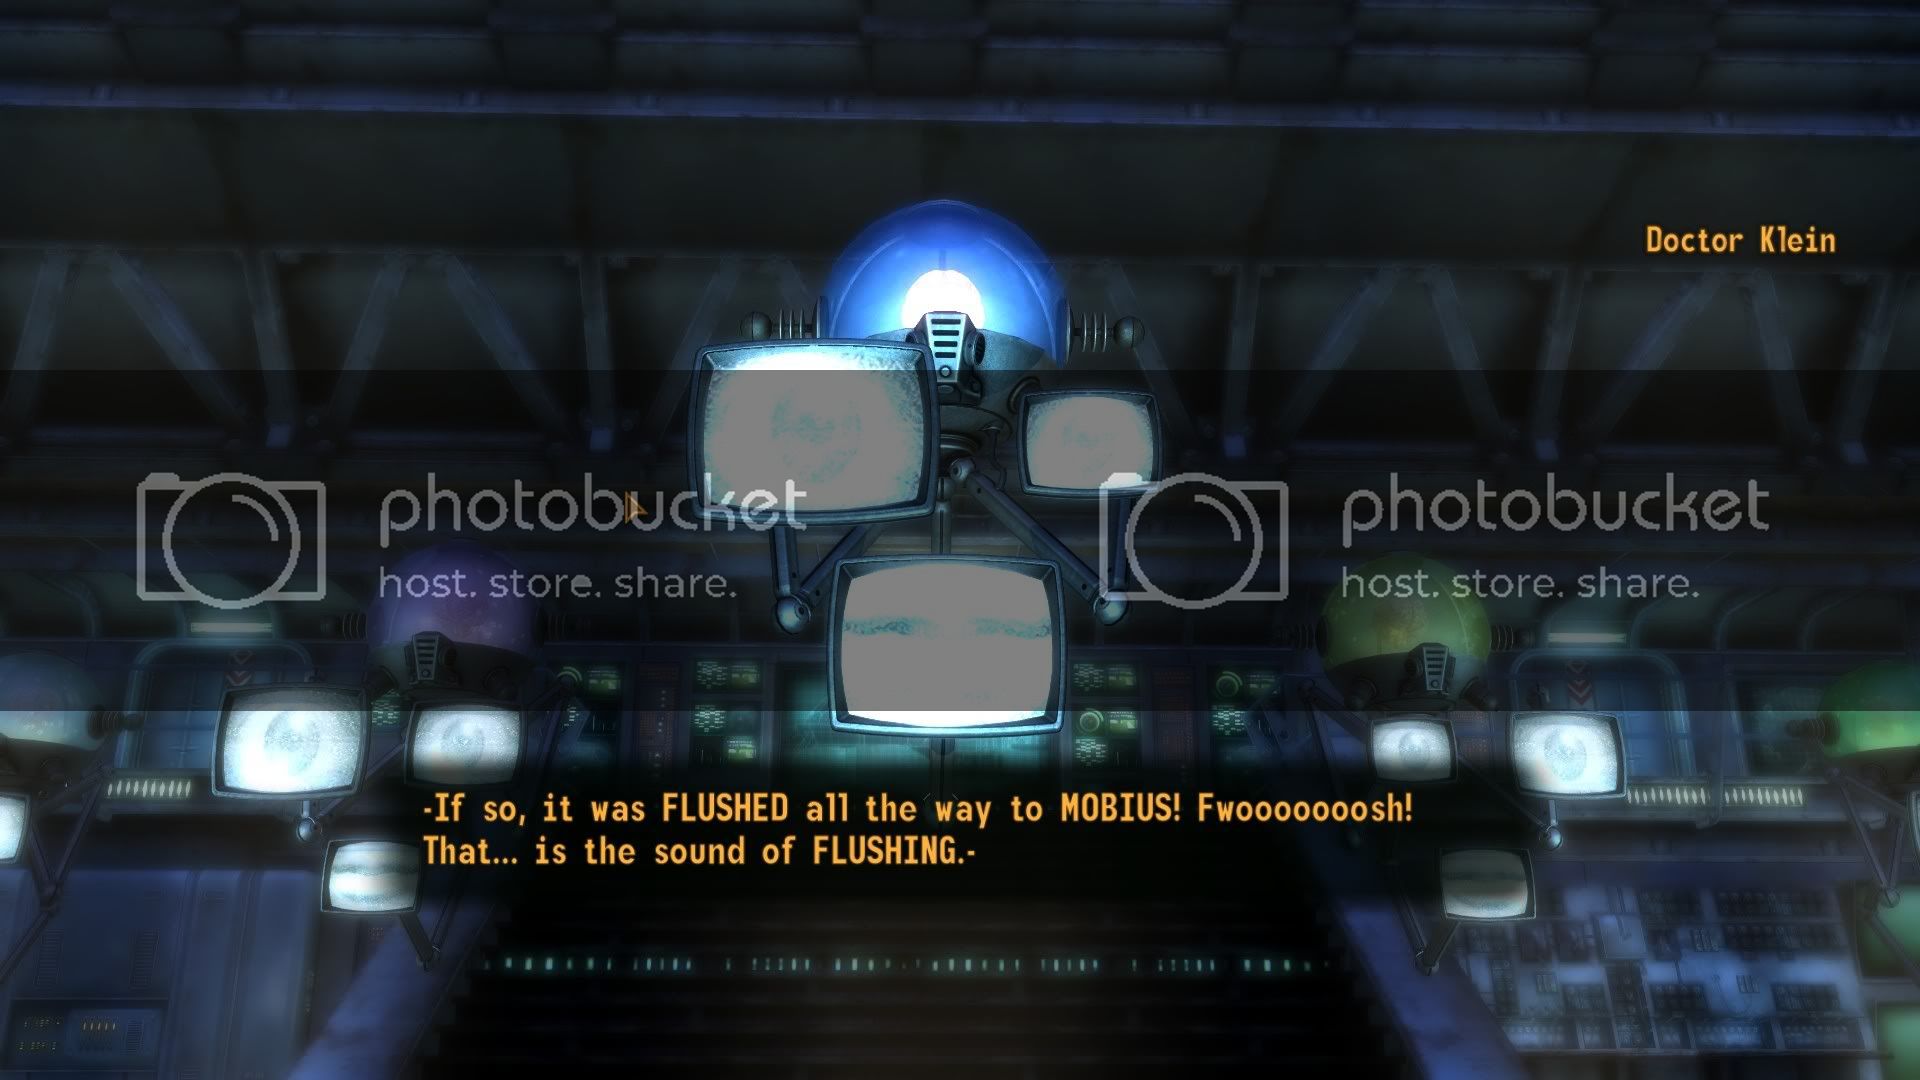 Doctor Klein
photobucket photobucket
host. store. share. host. store. share.
-If so, it was FLUSHED all the way to MOBIUS! Fwooooooosh!
That... is the sound of FLUSHING.-